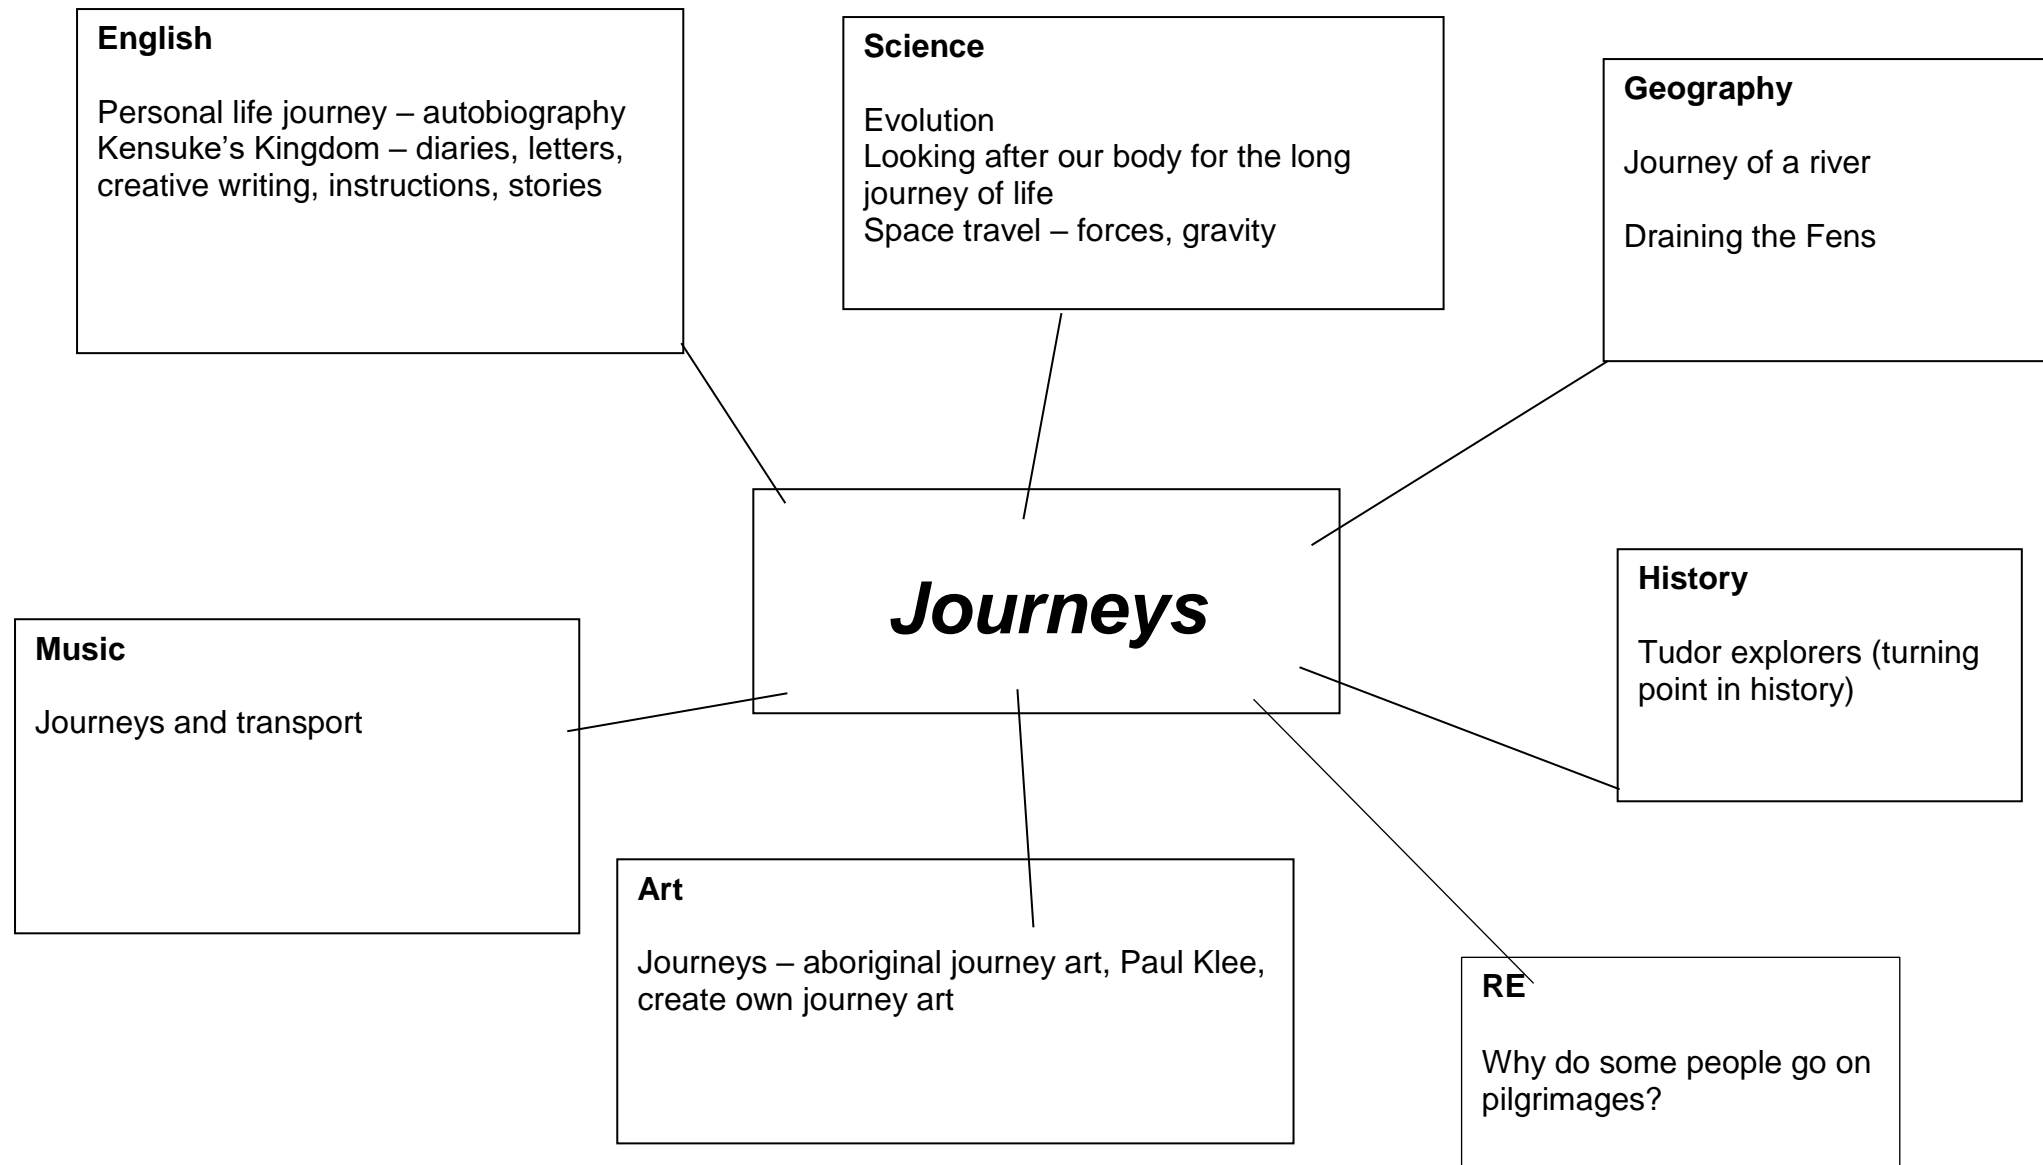 English
Personal life journey – autobiography
Kensuke’s Kingdom – diaries, letters,
creative writing, instructions, stories
Science
Evolution
Looking after our body for the long
journey of life
Space travel – forces, gravity
Geography
Journey of a river
Draining the Fens
Journeys
History
Tudor explorers (turning
point in history)
Music
Journeys and transport
Art
Journeys – aboriginal journey art, Paul Klee,
create own journey art
RE
Why do some people go on
pilgrimages?